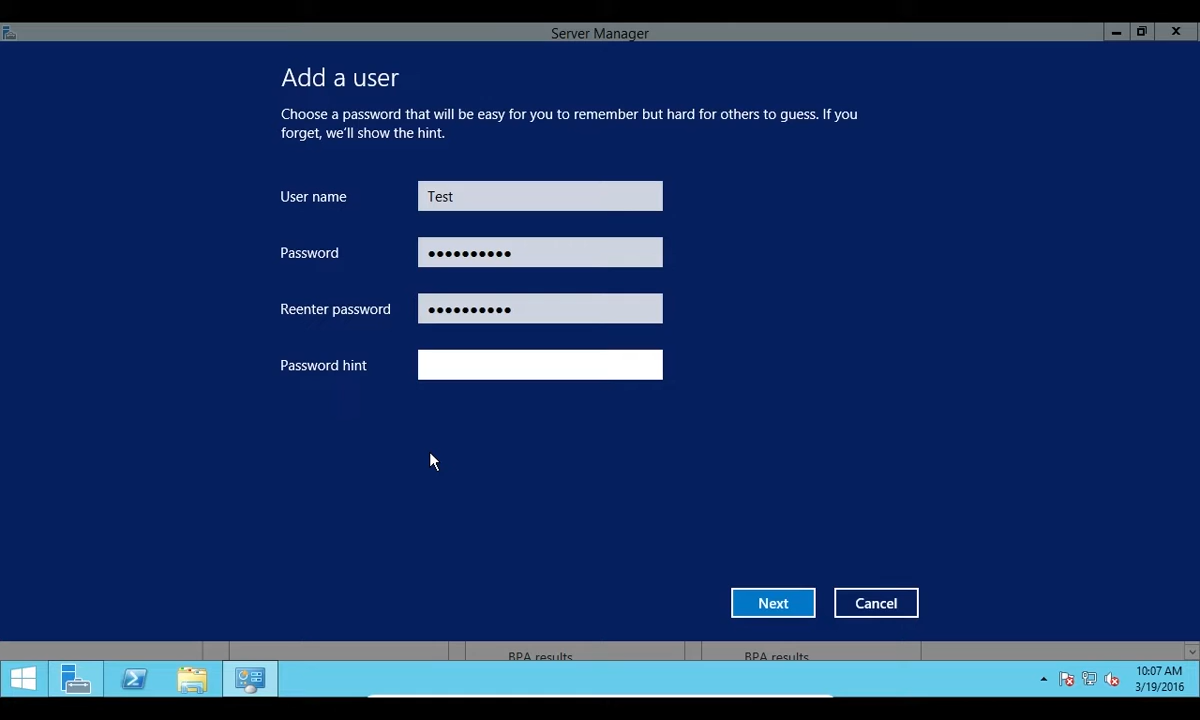 Server Manager
Add a user
Choose a password that will be easy for you to remember but hard for others to guess. If you
forget, we'll show the hint.
User name
Test
Password
••••••••••
Reenter password
••••••••••
Password hint
Next
Cancel
BPA results
BPA results
10:07 AM
3/19/2016